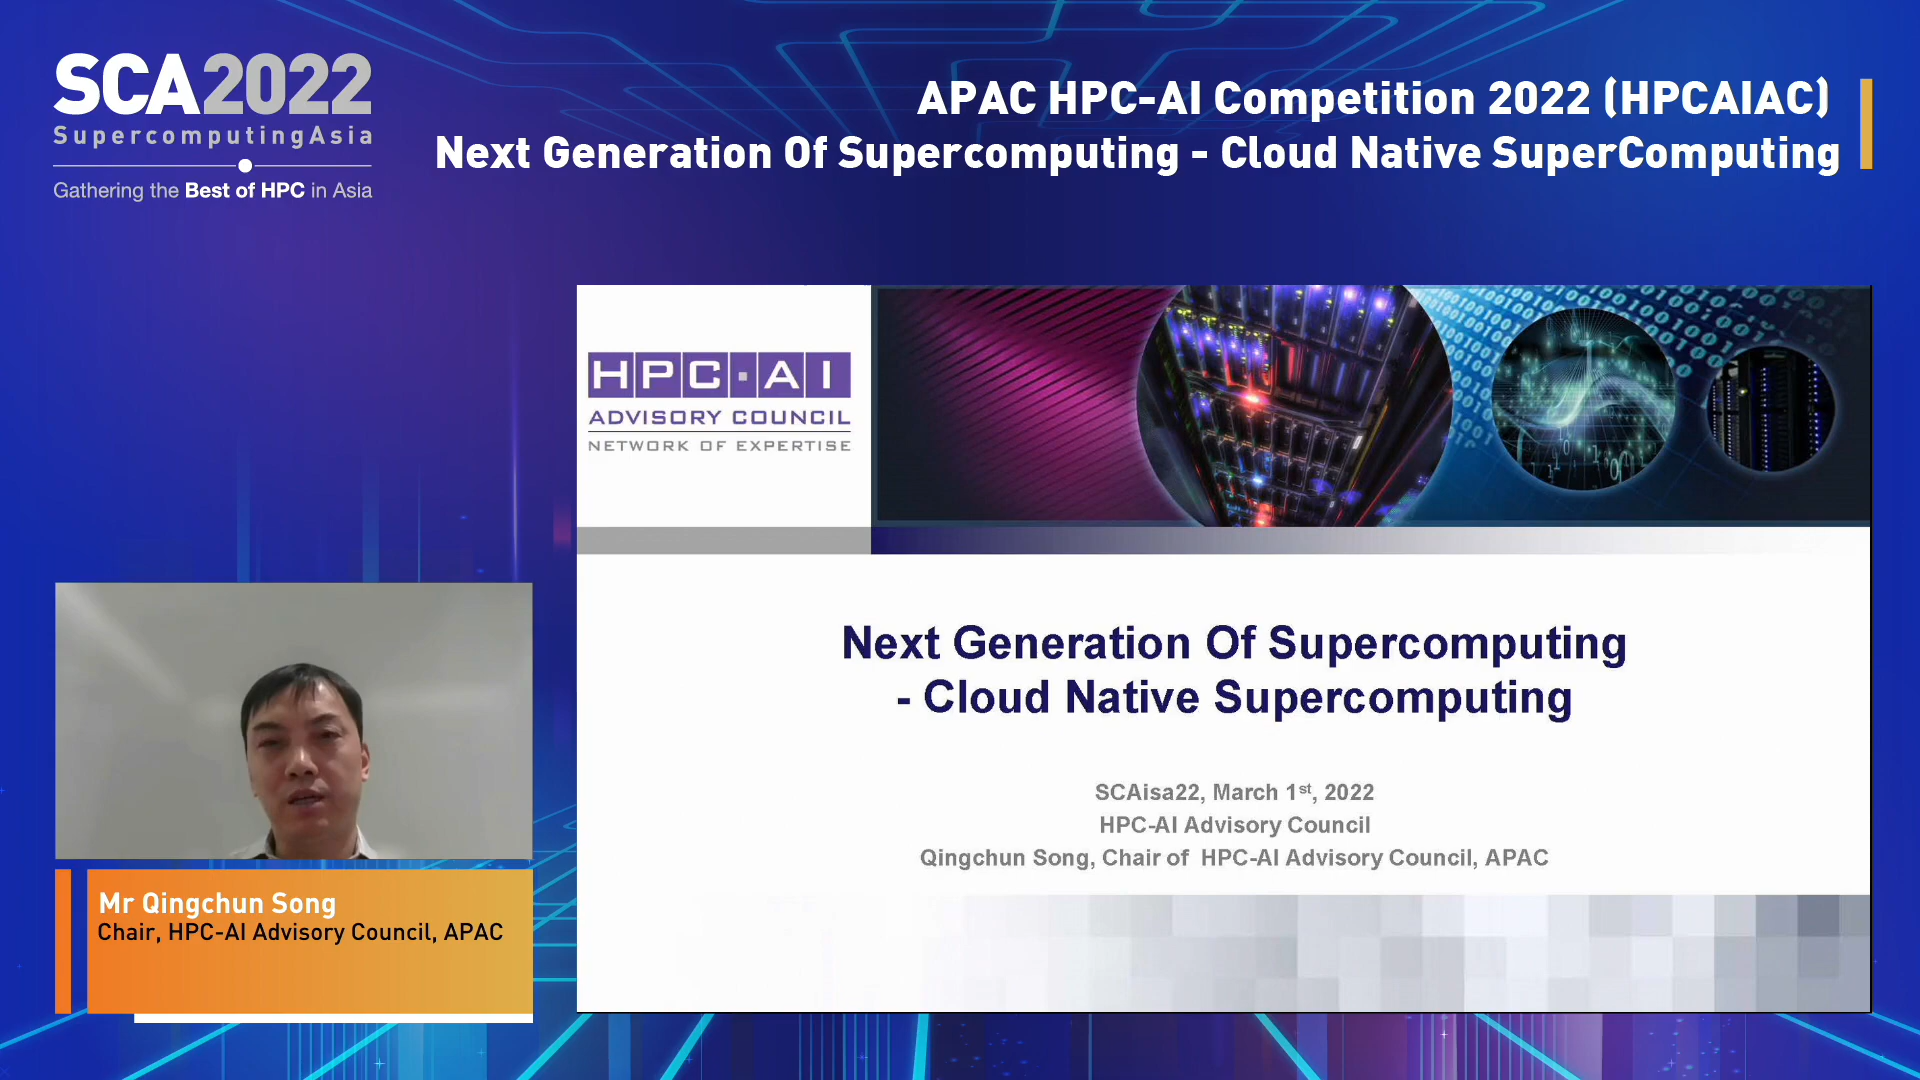 SCA2022
SupercomputingAsia
Gathering the Best of HPC in Asia
APAC HPC-AI Competition 2022 (HPCAIAC)
Next Generation Of Supercomputing - Cloud Native SuperComputing
HPC·AI
ADVISORY COUNCIL
NETWORK OF EXPERTISE
Next Generation Of Supercomputing
- Cloud Native Supercomputing
SCAisa22, March 1st, 2022
HPC-AI Advisory Council
Qingchun Song, Chair of HPC-AI Advisory Council, APAC
Mr Qingchun Song
Chair, HPC-AI Advisory Council, APAC